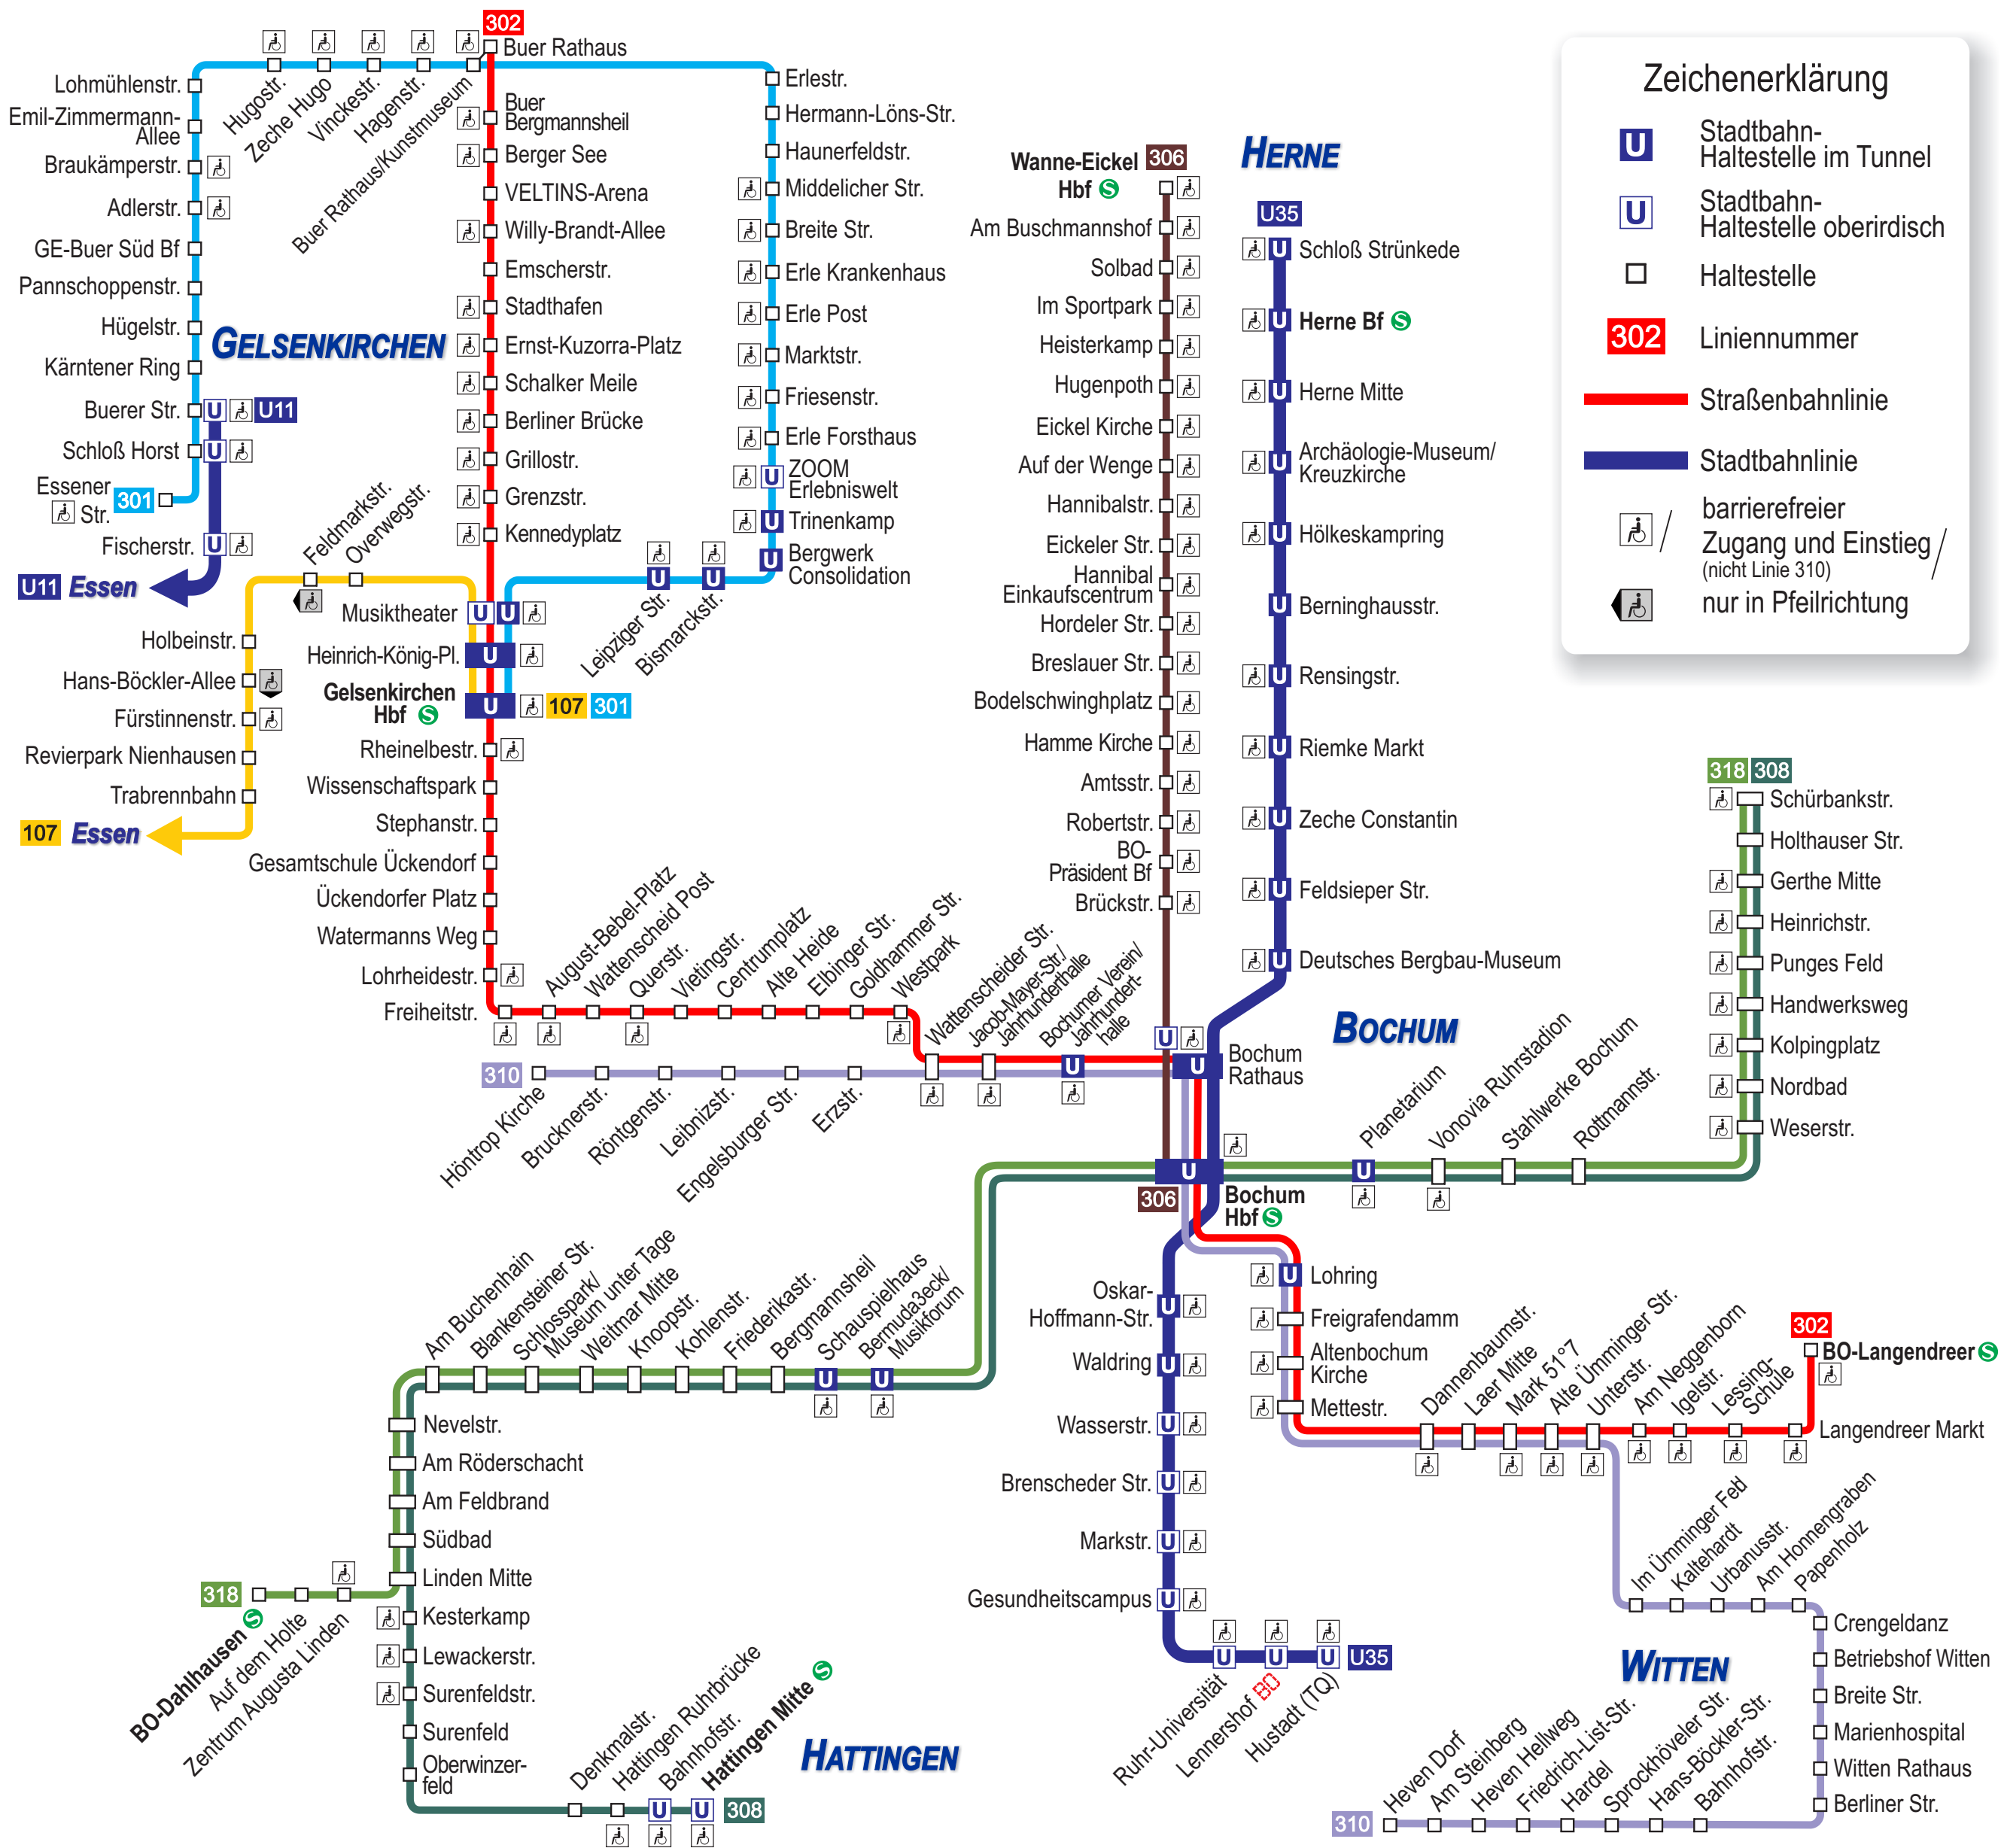 302
Buer Rathaus
Lohmühlenstr.
Emil-Zimmermann-
Allee
Braukämperstr.
Adlerstr.
GE-Buer Süd Bf
Pannschoppenstr.
Hügelstr.
Kärntener Ring
Buerer Str.
U
U11
Schloß Horst
U
Essener
Str.
301
Fischerstr.
U
U11 Essen
Hugostr.
Zeche Hugo
Vinckestr.
Hagenstr.
Buer Rathaus/Kunstmuseum
GELSENKIRCHEN
Buer
Bergmannsheil
Berger See
VELTINS-Arena
Willy-Brandt-Allee
Emscherstr.
Stadthafen
Ernst-Kuzorra-Platz
Schalker Meile
Berliner Brücke
Grillostr.
Grenzstr.
Kennedyplatz
Erlestr.
Hermann-Löns-Str.
Haunerfeldstr.
Middelicher Str.
Breite Str.
Erle Krankenhaus
Erle Post
Marktstr.
Friesenstr.
Erle Forsthaus
U
ZOOM
Erlebniswelt
U
Trinenkamp
U
Bergwerk
Consolidation
U
U
Leipziger Str.
Bismarckstr.
Feldmarkstr.
Overwegstr.
Musiktheater
U
U
Heinrich-König-Pl.
U
Gelsenkirchen
Hbf S
U
107
301
Holbeinstr.
Hans-Böckler-Allee
Fürstinnenstr.
Revierpark Nienhausen
Trabrennbahn
107 Essen
Rheinelbestr.
Wissenschaftspark
Stephanstr.
Gesamtschule Ückendorf
Ückendorfer Platz
Watermanns Weg
Lohrheidestr.
Freiheitstr.
August-Bebel-Platz
Wattenscheid Post
Querstr.
Vietingstr.
Centrumplatz
Alte Heide
Elbinger Str.
Goldhammer Str.
Westpark
Wattenscheider Str.
Jacob-Mayer-Str./
Jahrhunderthalle
Bochumer Verein/
Jahrhundert-
halle
U
310
Höntrop Kirche
Brucknerstr.
Röntgenstr.
Leibnizstr.
Engelsburger Str.
Erzstr.
Wanne-Eickel
Hbf S
306
Am Buschmannshof
Solbad
Im Sportpark
Heisterkamp
Hugenpoth
Eickel Kirche
Auf der Wenge
Hannibalstr.
Eickeler Str.
Hannibal
Einkaufscentrum
Hordeler Str.
Breslauer Str.
Bodelschwinghplatz
Hamme Kirche
Amtsstr.
Robertstr.
BO-
Präsident Bf
Brückstr.
HERNE
U35
U
Schloß Strünkede
U
Herne Bf S
U
Herne Mitte
U
Archäologie-Museum/
Kreuzkirche
U
Hölkeskampring
U
Berninghausstr.
U
Rensingstr.
U
Riemke Markt
U
Zeche Constantin
U
Feldsieper Str.
U
Deutsches Bergbau-Museum
BOCHUM
U
U
Bochum
Rathaus
U
306
Bochum
Hbf S
Zeichenerklärung
U
Stadtbahn-
Haltestelle im Tunnel
U
Stadtbahn-
Haltestelle oberirdisch
Haltestelle
302
Liniennummer
Straßenbahnlinie
Stadtbahnlinie
/
barrierefreier
Zugang und Einstieg /
(nicht Linie 310)
nur in Pfeilrichtung
318
308
Schürbankstr.
Holthauser Str.
Gerthe Mitte
Heinrichstr.
Punges Feld
Handwerksweg
Kolpingplatz
Nordbad
Weserstr.
Planetarium
U
Vonovia Ruhrstadion
Stahlwerke Bochum
Rottmannstr.
Am Buchenhain
Blankensteiner Str.
Schlosspark/
Museum unter Tage
Weitmar Mitte
Knoopstr.
Kohlenstr.
Friederikastr.
Bergmannsheil
Schauspielhaus
U
Bermuda3eck/
Musikforum
U
Nevelstr.
Am Röderschacht
Am Feldbrand
Südbad
Linden Mitte
318
BO-Dahlhausen S
Auf dem Holte
Zentrum Augusta Linden
Kesterkamp
Lewackerstr.
Surenfeldstr.
Surenfeld
Oberwinzer-
feld
Denkmalstr.
Hattingen Ruhrbrücke
Bahnhofstr.
Hattingen Mitte S
U
U
308
HATTINGEN
Oskar-
Hoffmann-Str.
U
Waldring
U
Wasserstr.
U
Brenscheder Str.
U
Markstr.
U
Gesundheitscampus
U
U
U
U
U35
Ruhr-Universität
Lennershof BO
Hustadt (TQ)
U
Lohring
Freigrafendamm
Altenbochum
Kirche
Mettestr.
Dannenbaumstr.
Laer Mitte
Mark 51°7
Alte Ümminger Str.
Unterstr.
Am Neggenborn
Igelstr.
Lessing-
Schule
302
BO-Langendreer S
Langendreer Markt
Im Ümminger Feld
Kaltehardt
Urbanusstr.
Am Honnengraben
Papenholz
Crengeldanz
Betriebshof Witten
Breite Str.
Marienhospital
Witten Rathaus
Berliner Str.
WITTEN
310
Heven Dorf
Am Steinberg
Heven Hellweg
Friedrich-List-Str.
Hardel
Sprockhöveler Str.
Hans-Böckler-Str.
Bahnhofstr.